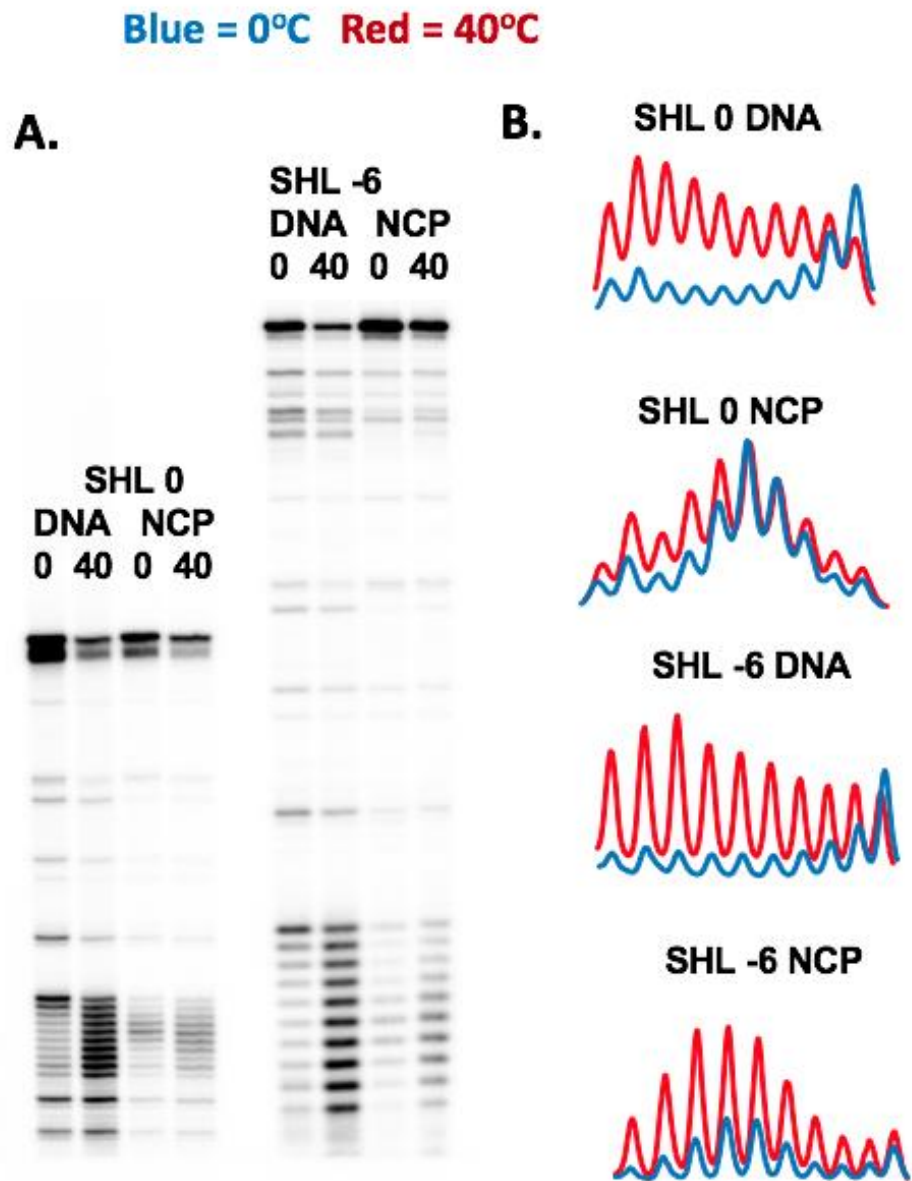 Blue = 0°C Red = 40°C
A.
SHL -6
DNA NCP
0 40 0 40
SHL 0
DNA NCP
0 40 0 40
B.
SHL 0 DNA
SHL 0 NCP
SHL -6 DNA
SHL -6 NCP